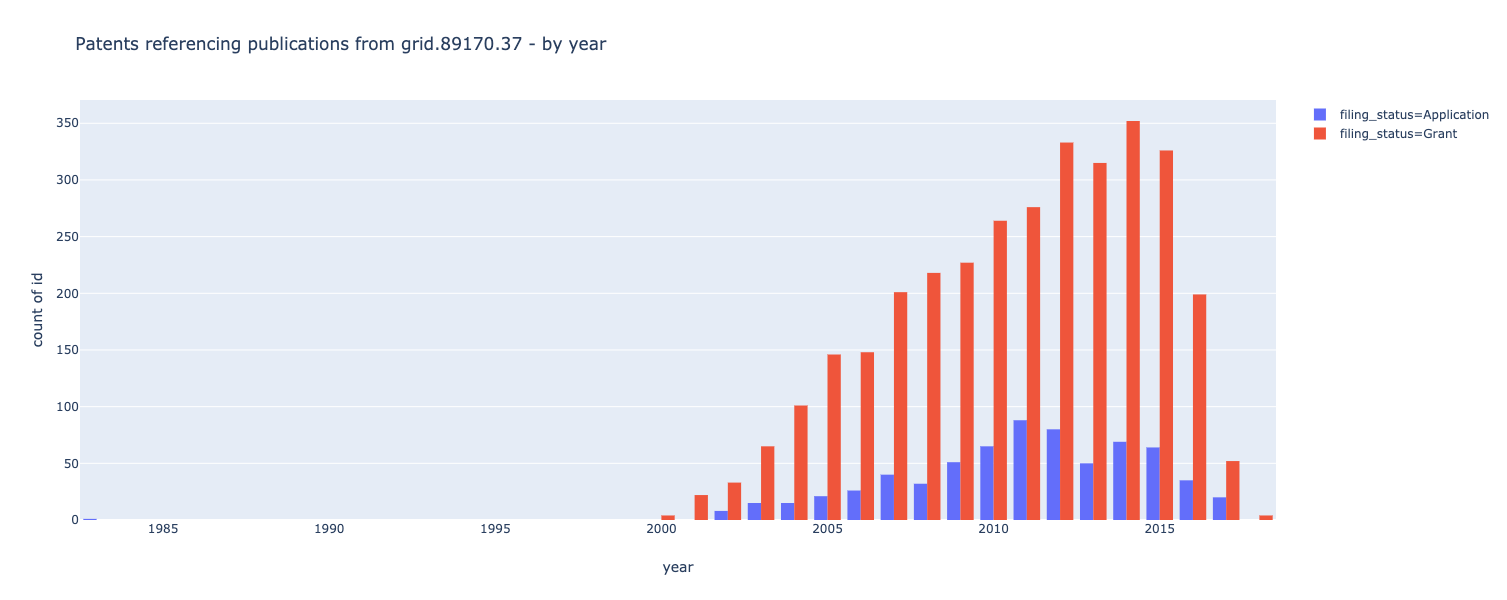 Patents referencing publications from grid.89170.37 - by year
filing_status=Application
filing_status=Grant
350
300
250
200
150
100
50
0
count of id
1985 1990 1995 2000 2005 2010 2015
year